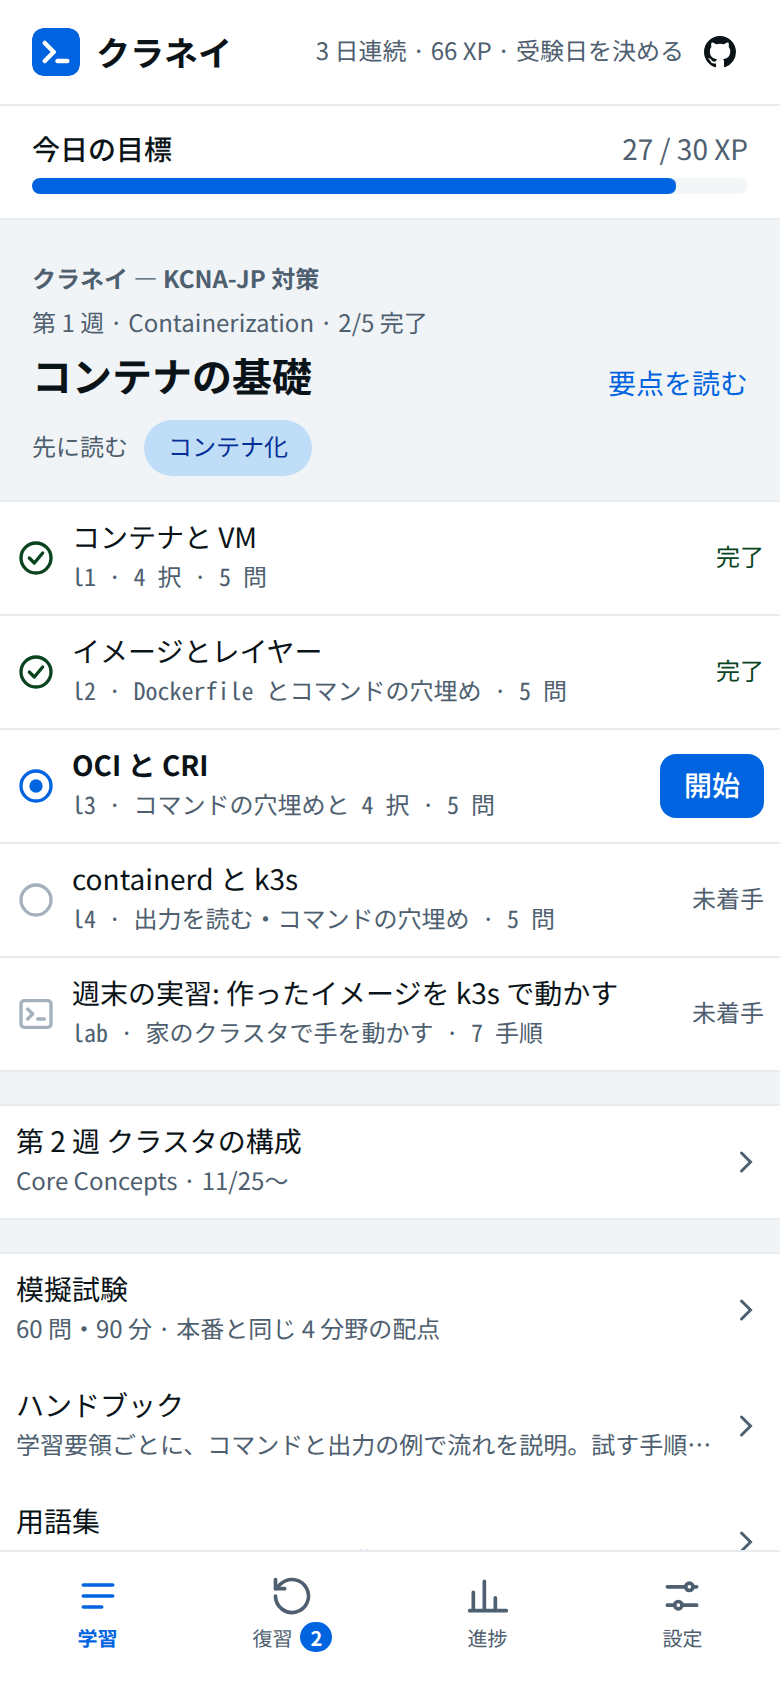 クラネイ
3 日連続 · 66 XP · 受験日を決める
今日の目標
27 / 30 XP
クラネイ — KCNA-JP 対策
第 1 週 · Containerization · 2/5 完了
コンテナの基礎
要点を読む
先に読む
コンテナ化
コンテナと VM
l1 · 4 択 · 5 問
完了
イメージとレイヤー
l2 · Dockerfile とコマンドの穴埋め · 5 問
完了
OCI と CRI
l3 · コマンドの穴埋めと 4 択 · 5 問
開始
containerd と k3s
l4 · 出力を読む・コマンドの穴埋め · 5 問
未着手
週末の実習: 作ったイメージを k3s で動かす
lab · 家のクラスタで手を動かす · 7 手順
未着手
第 2 週 クラスタの構成
Core Concepts · 11/25〜
模擬試験
60 問・90 分 · 本番と同じ 4 分野の配点
ハンドブック
学習要領ごとに、コマンドと出力の例で流れを説明。試す手順…
用語集
学習
復習 2
進捗
設定